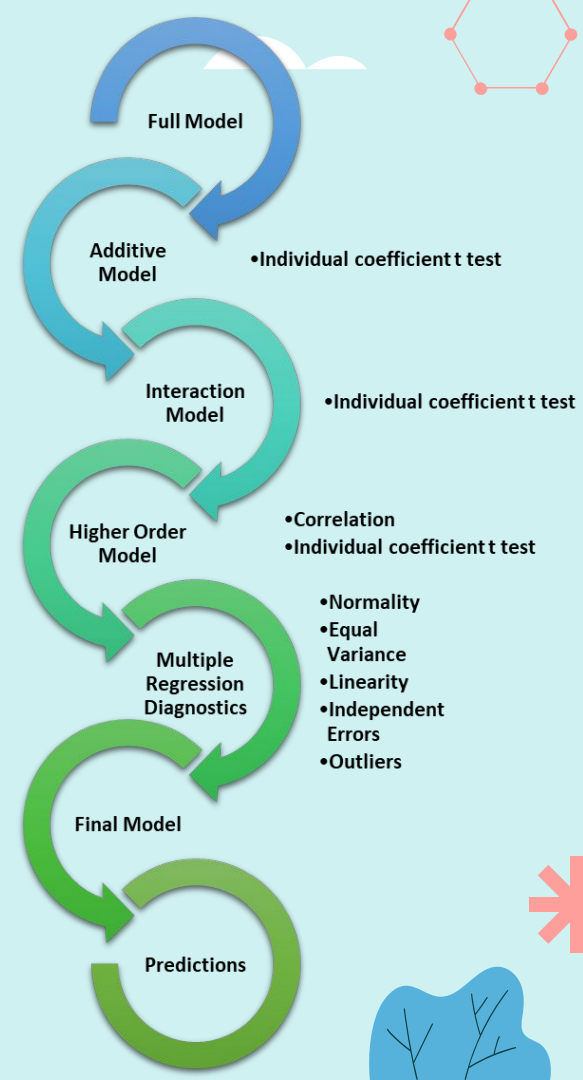 Full Model
Additive
Model
•Individual coefficient t test
Interaction
Model
•Individual coefficient t test
Higher Order
Model
•Correlation
•Individual coefficient t test
Multiple
Regression
Diagnostics
•Normality
•Equal
Variance
•Linearity
•Independent
Errors
•Outliers
Final Model
Predictions